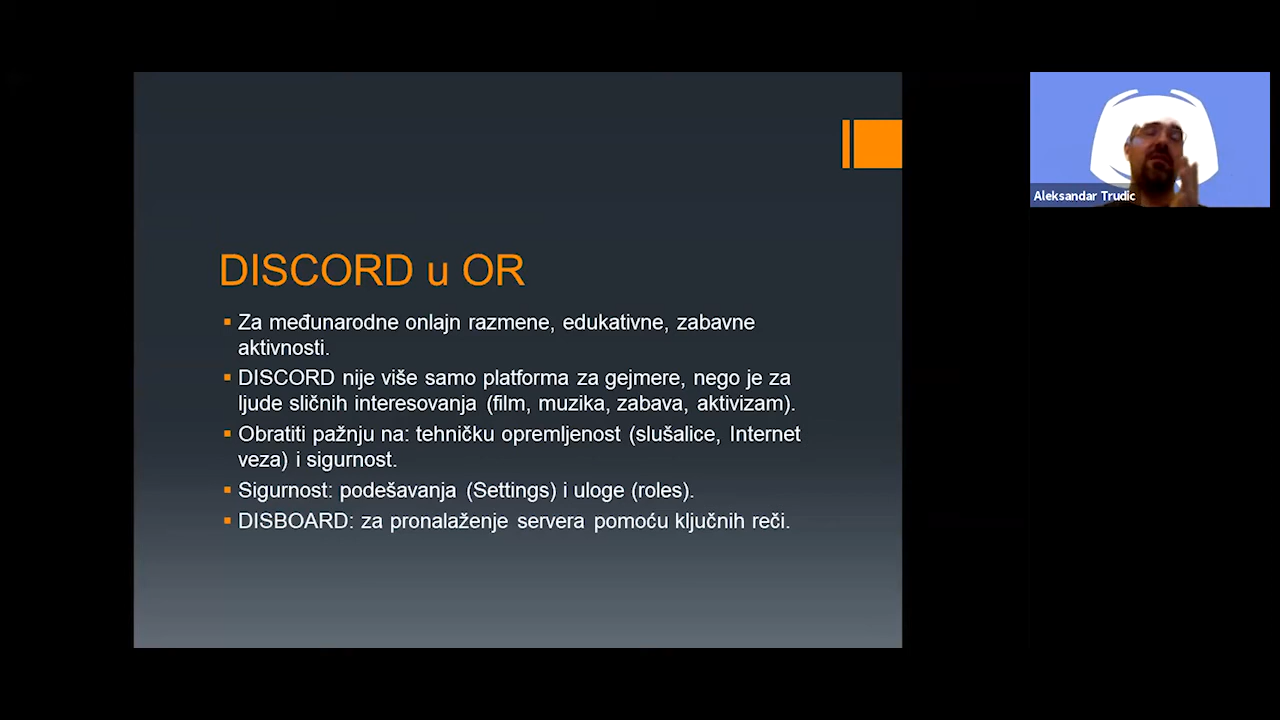 DISCORD u OR
Za međunarodne onlajn razmene, edukativne, zabavne
aktivnosti.
DISCORD nije više samo platforma za gejmere, nego je za
ljude sličnih interesovanja (film, muzika, zabava, aktivizam).
Obratiti pažnju na: tehničku opremljenost (slušalice, Internet
veza) i sigurnost.
Sigurnost: podešavanja (Settings) i uloge (roles).
DISBOARD: za pronalaženje servera pomoću ključnih reči.
Aleksandar Trudic